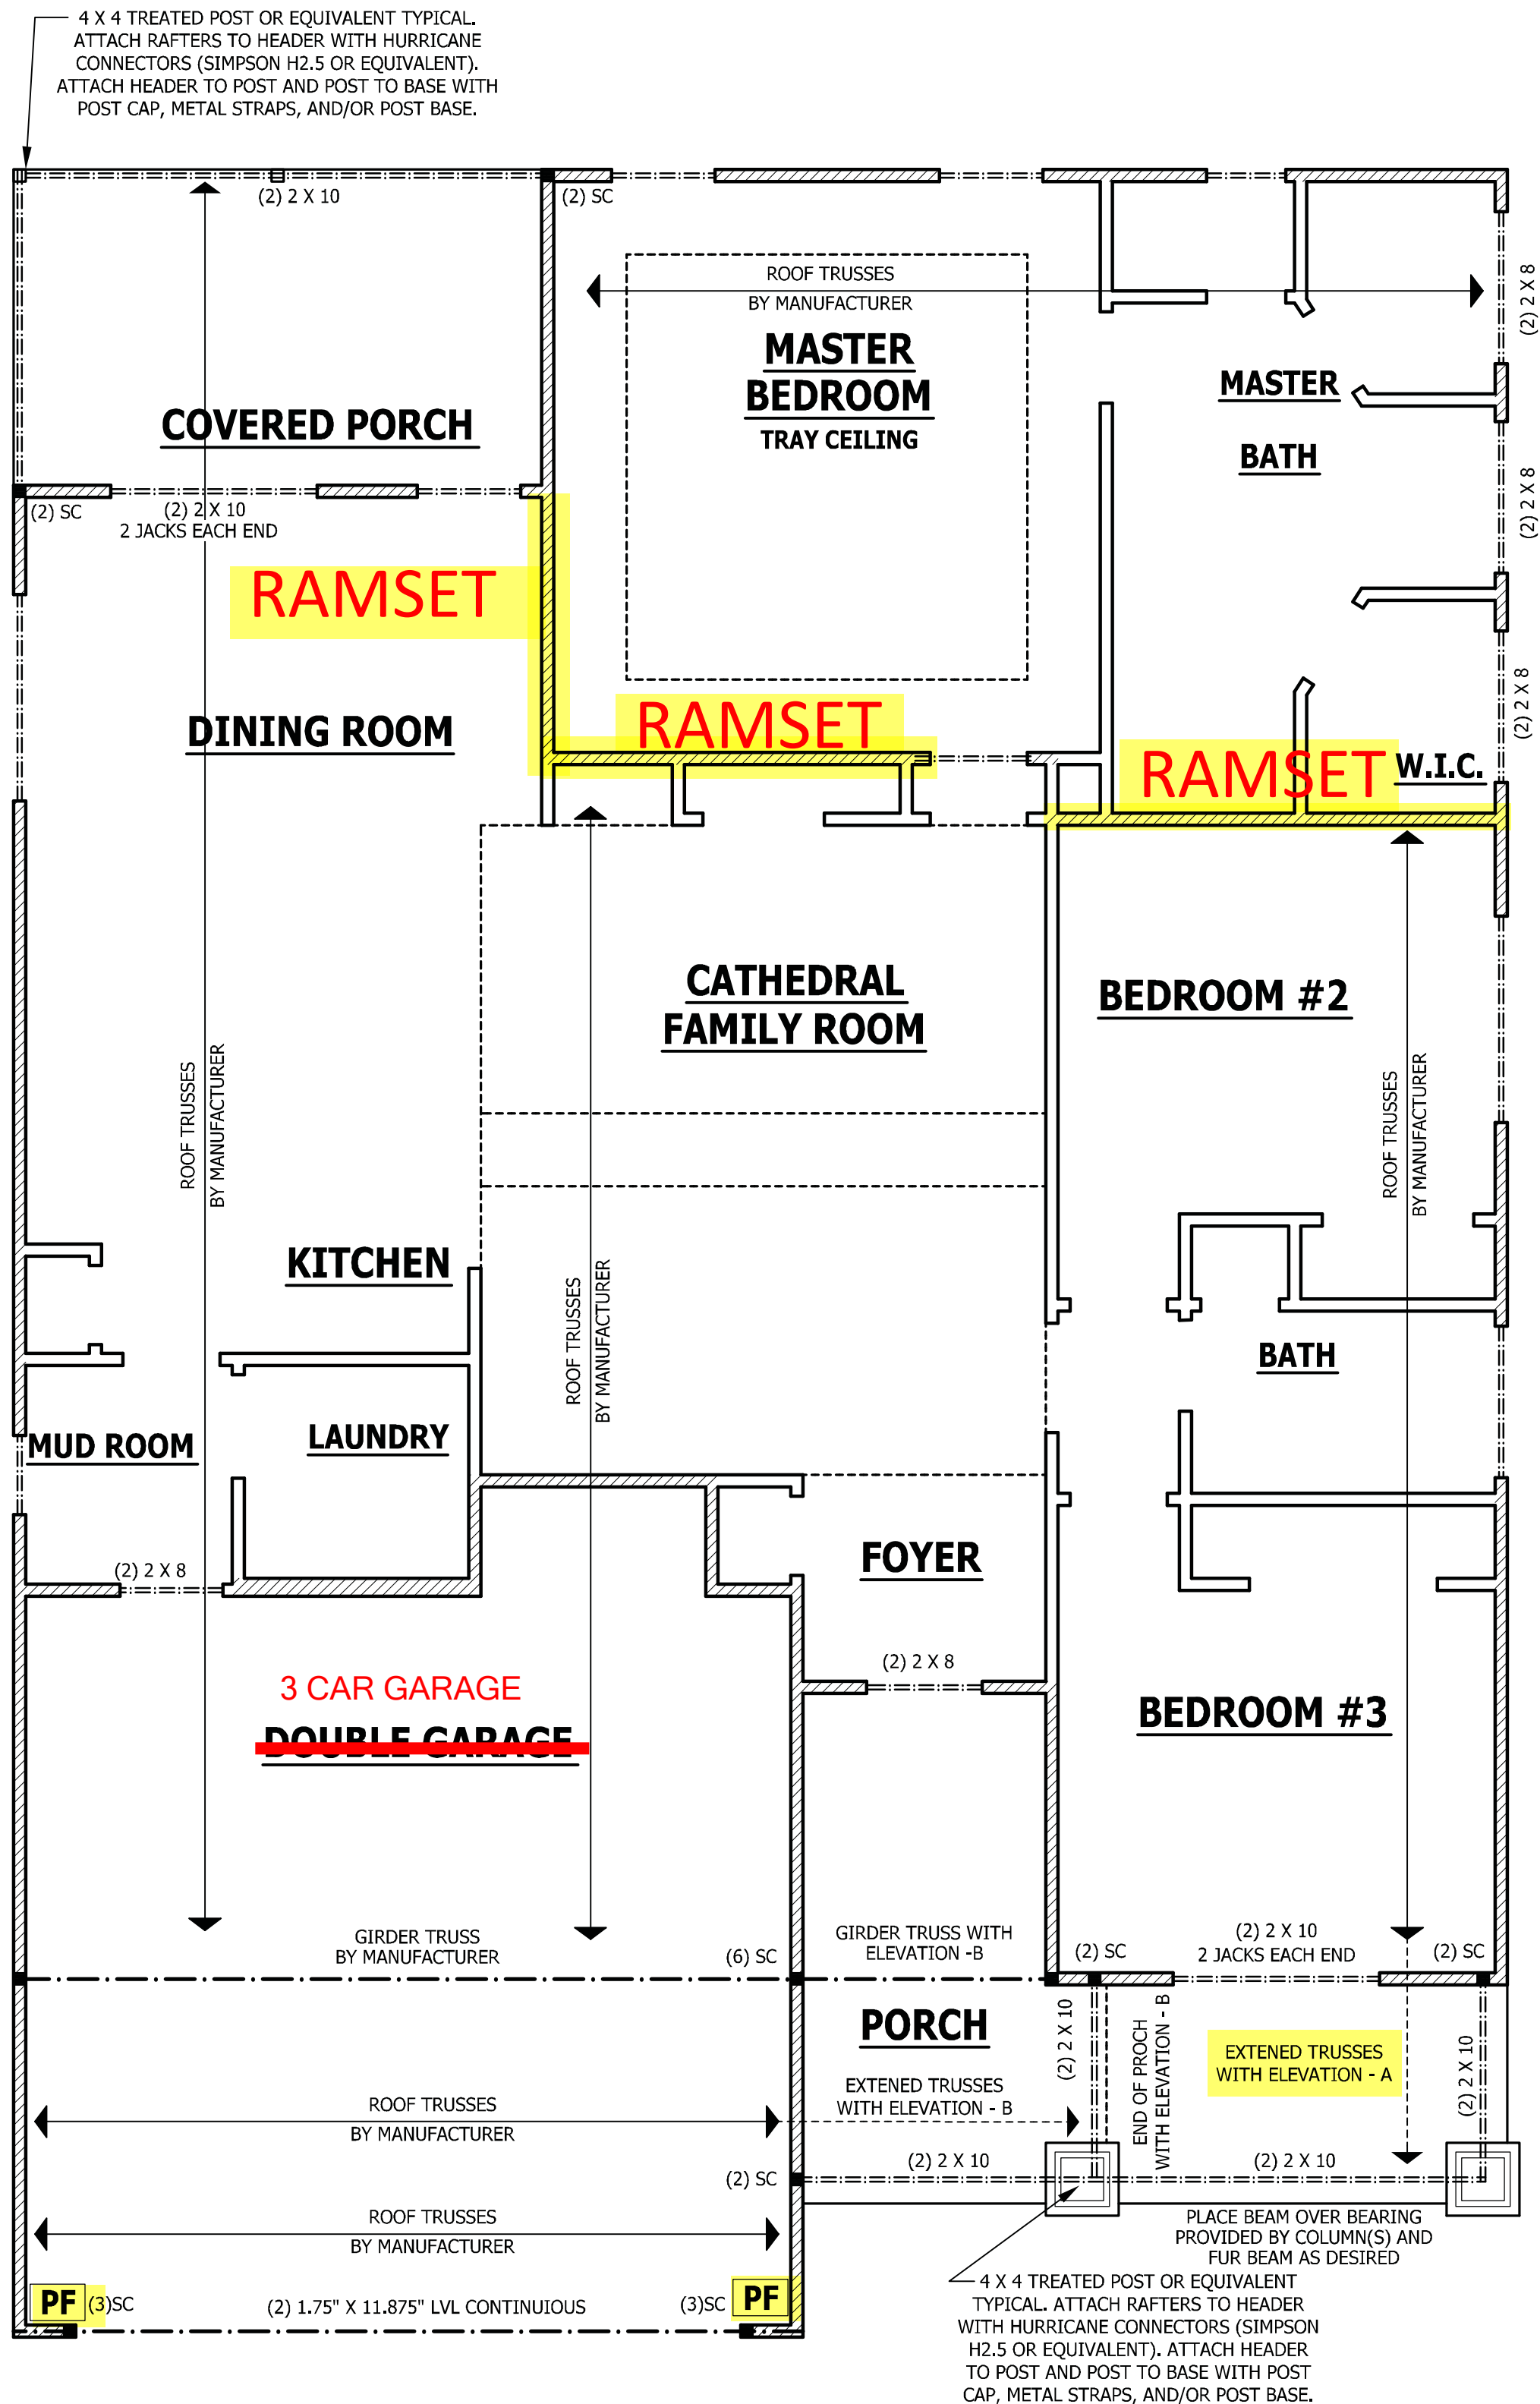 4 X 4 TREATED POST OR EQUIVALENT TYPICAL.
ATTACH RAFTERS TO HEADER WITH HURRICANE
CONNECTORS (SIMPSON H2.5 OR EQUIVALENT).
ATTACH HEADER TO POST AND POST TO BASE WITH
POST CAP, METAL STRAPS, AND/OR POST BASE.
(2) 2 X 10
(2) SC
ROOF TRUSSES
BY MANUFACTURER
MASTER
BEDROOM
TRAY CEILING
(2) 2 X 8
MASTER
BATH
COVERED PORCH
(2) 2 X 8
(2) SC
(2) 2 X 10
2 JACKS EACH END
RAMSET
DINING ROOM
RAMSET
RAMSET
W.I.C.
(2) 2 X 8
CATHEDRAL
FAMILY ROOM
BEDROOM #2
ROOF TRUSSES
BY MANUFACTURER
ROOF TRUSSES
BY MANUFACTURER
KITCHEN
ROOF TRUSSES
BY MANUFACTURER
BATH
MUD ROOM
LAUNDRY
(2) 2 X 8
FOYER
(2) 2 X 8
3 CAR GARAGE
DOUBLE GARAGE
BEDROOM #3
GIRDER TRUSS
BY MANUFACTURER
(6) SC
GIRDER TRUSS WITH
ELEVATION -B
(2) SC
(2) 2 X 10
2 JACKS EACH END
(2) SC
PORCH
(2) 2 X 10
END OF PROCH
WITH ELEVATION - B
EXTENED TRUSSES
WITH ELEVATION - A
(2) 2 X 10
EXTENED TRUSSES
WITH ELEVATION - B
ROOF TRUSSES
BY MANUFACTURER
(2) SC
(2) 2 X 10
(2) 2 X 10
ROOF TRUSSES
BY MANUFACTURER
PLACE BEAM OVER BEARING
PROVIDED BY COLUMN(S) AND
FUR BEAM AS DESIRED
PF (3)SC
(2) 1.75" X 11.875" LVL CONTINUIOUS
(3)SC PF
4 X 4 TREATED POST OR EQUIVALENT
TYPICAL. ATTACH RAFTERS TO HEADER
WITH HURRICANE CONNECTORS (SIMPSON
H2.5 OR EQUIVALENT). ATTACH HEADER
TO POST AND POST TO BASE WITH POST
CAP, METAL STRAPS, AND/OR POST BASE.